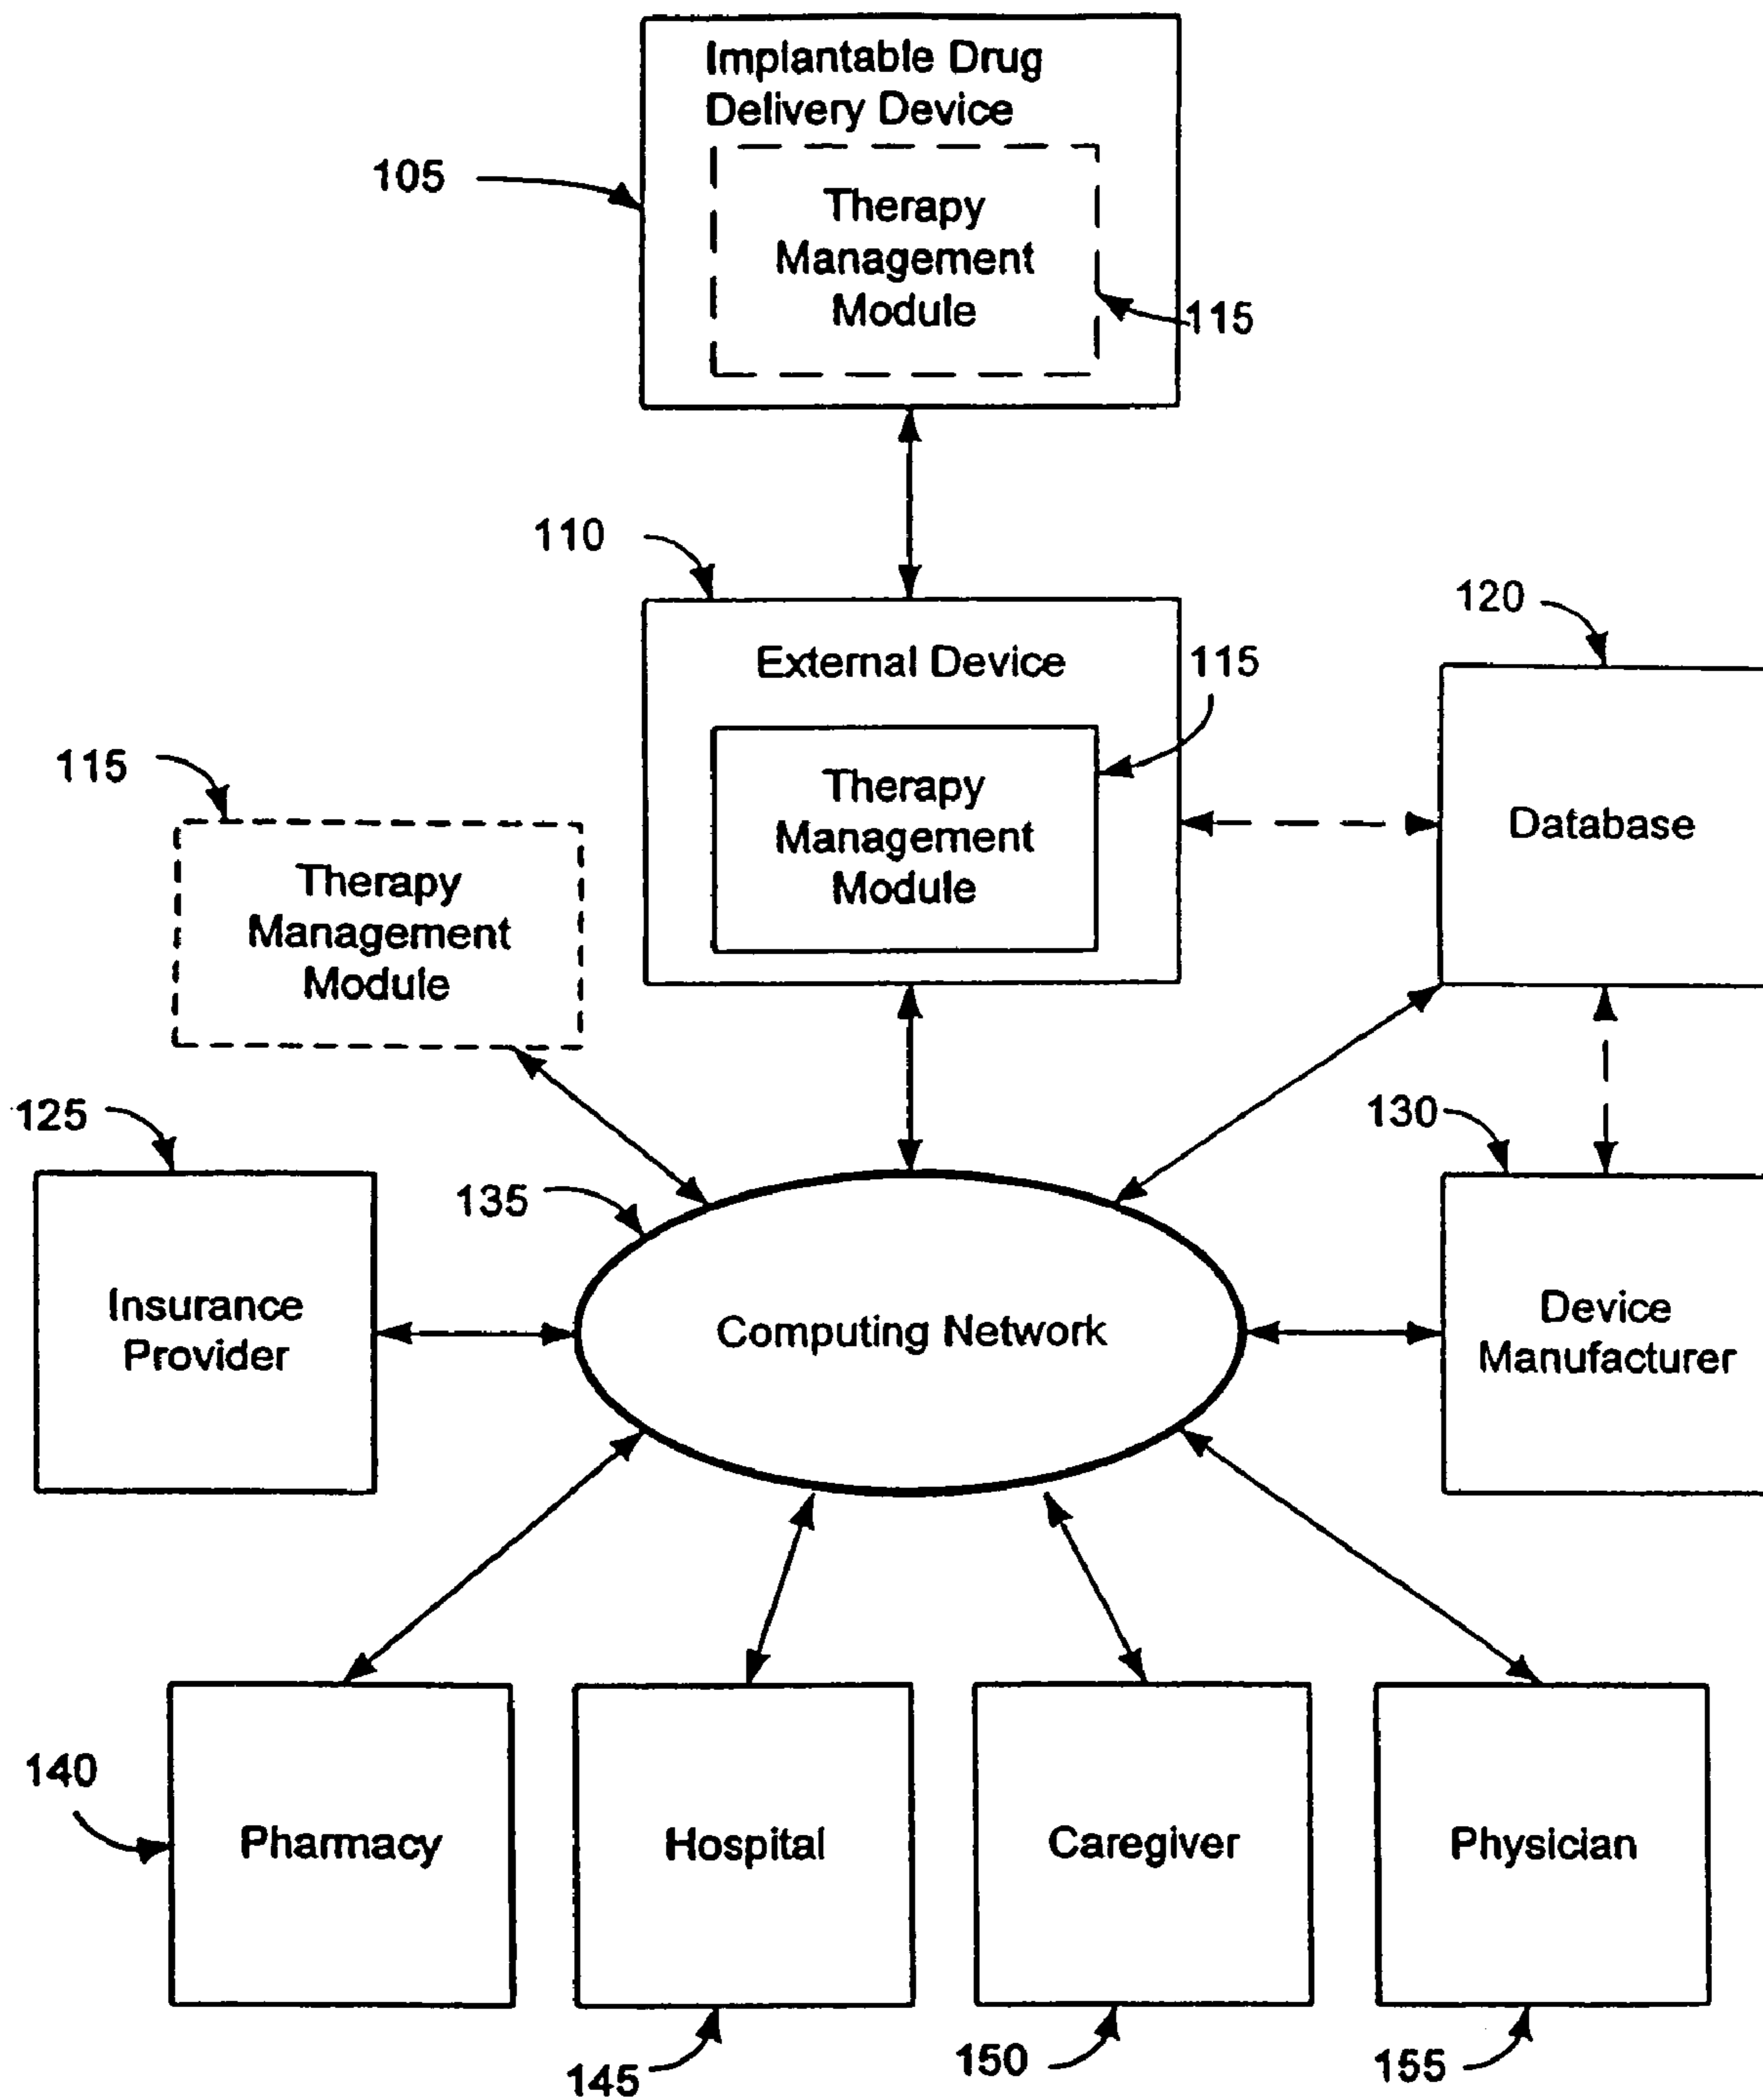 Implantable Drug
Delivery Device
105
Therapy
Management
Module
115
110
External Device
115
120
Therapy
Management
Module
Database
115
Therapy
Management
Module
125
130
135
Insurance
Provider
Computing Network
Device
Manufacturer
140
Pharmacy
Hospital
Caregiver
Physician
145
150
155